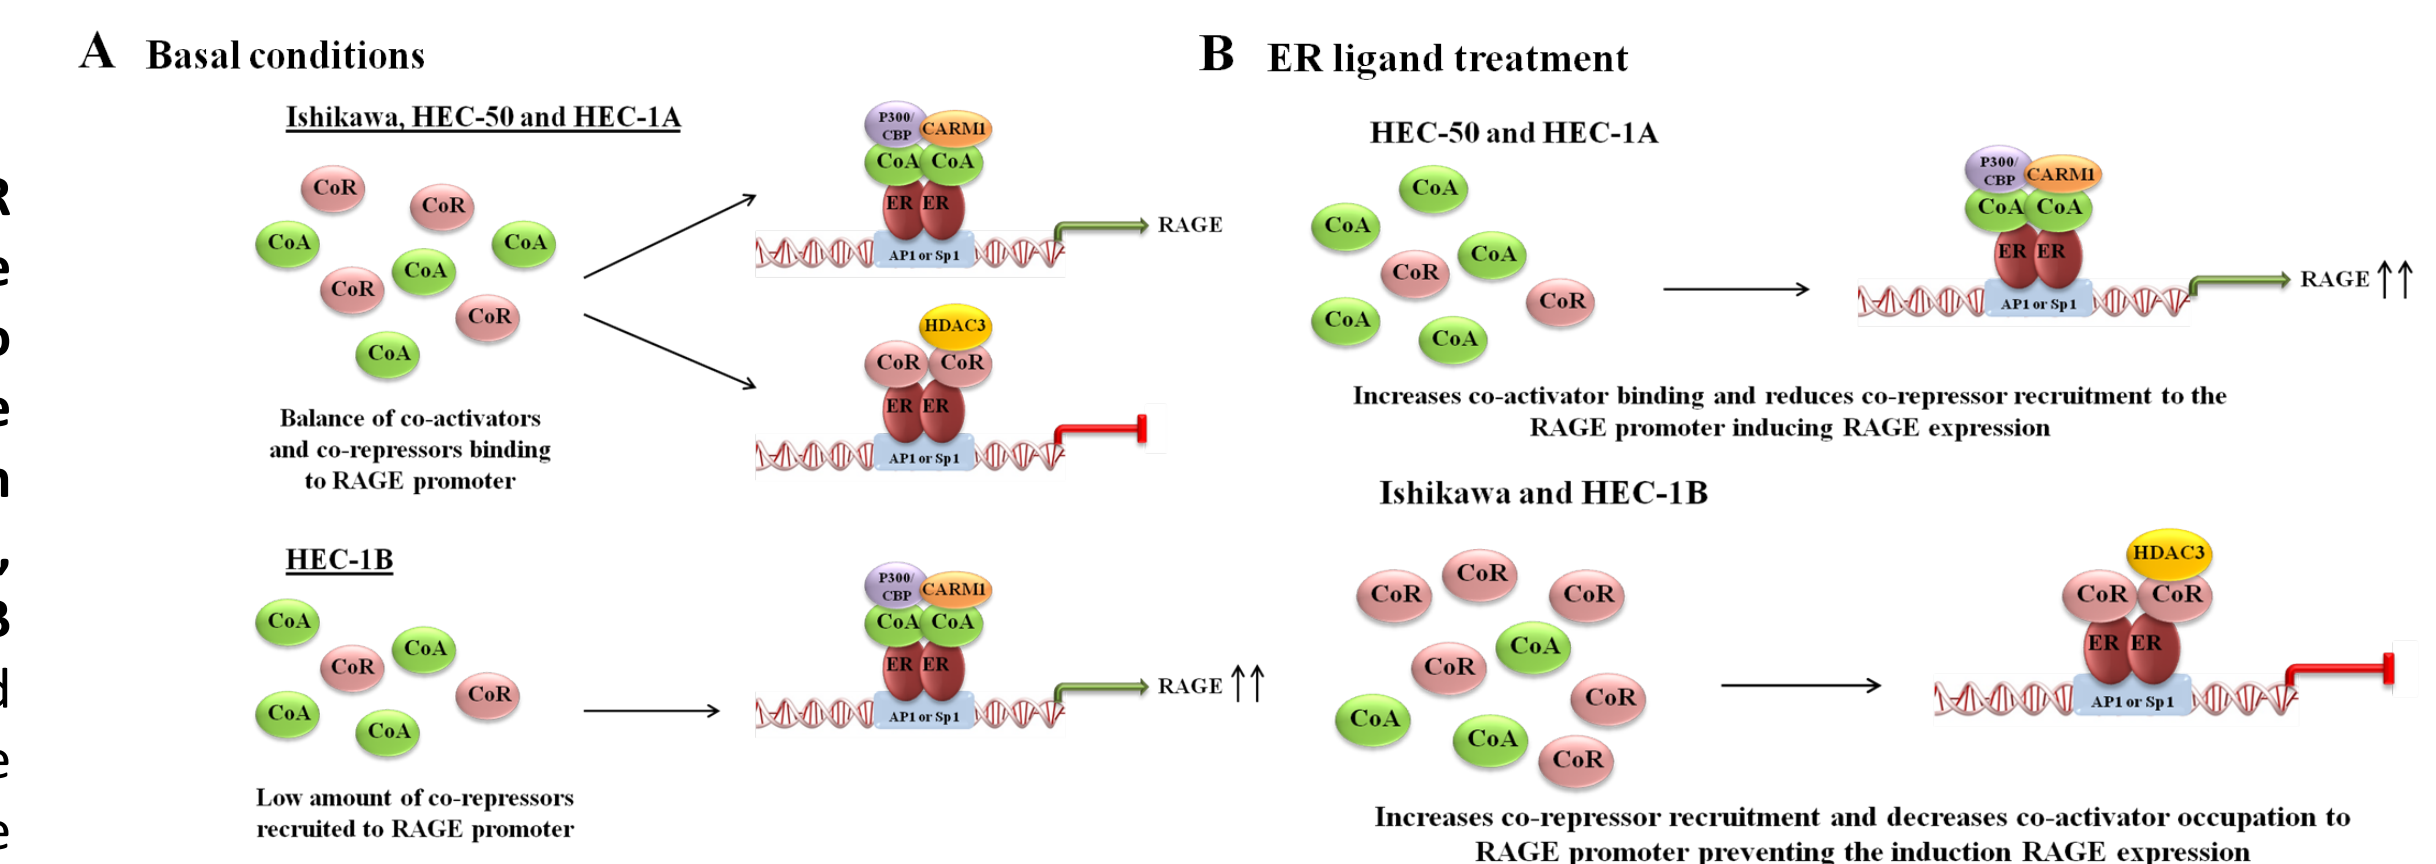 A Basal conditions
Ishikawa, HEC-50 and HEC-1A
CoR
CoR
CoA
CoA
CoA
CoR
CoR
CoA
Balance of co-activators
and co-repressors binding
to RAGE promoter
P300/
CBP
CARM1
CoA CoA
ER ER
AP1 or Sp1
RAGE
HDAC3
CoR CoR
ER ER
AP1 or Sp1
HEC-1B
CoA
CoA
CoR
CoR
CoA
CoA
Low amount of co-repressors
recruited to RAGE promoter
P300/
CBP
CARM1
CoA CoA
ER ER
AP1 or Sp1
RAGE ↑↑
B ER ligand treatment
HEC-50 and HEC-1A
CoA
CoA
CoA
CoR
CoR
CoA
CoA
P300/
CBP
CARM1
CoA CoA
ER ER
AP1 or Sp1
RAGE ↑↑
Increases co-activator binding and reduces co-repressor recruitment to the
RAGE promoter inducing RAGE expression
Ishikawa and HEC-1B
CoR
CoR
CoR
CoA
CoR
CoR
CoA
CoA
CoR
HDAC3
CoR CoR
ER ER
AP1 or Sp1
Increases co-repressor recruitment and decreases co-activator occupation to
RAGE promoter preventing the induction RAGE expression